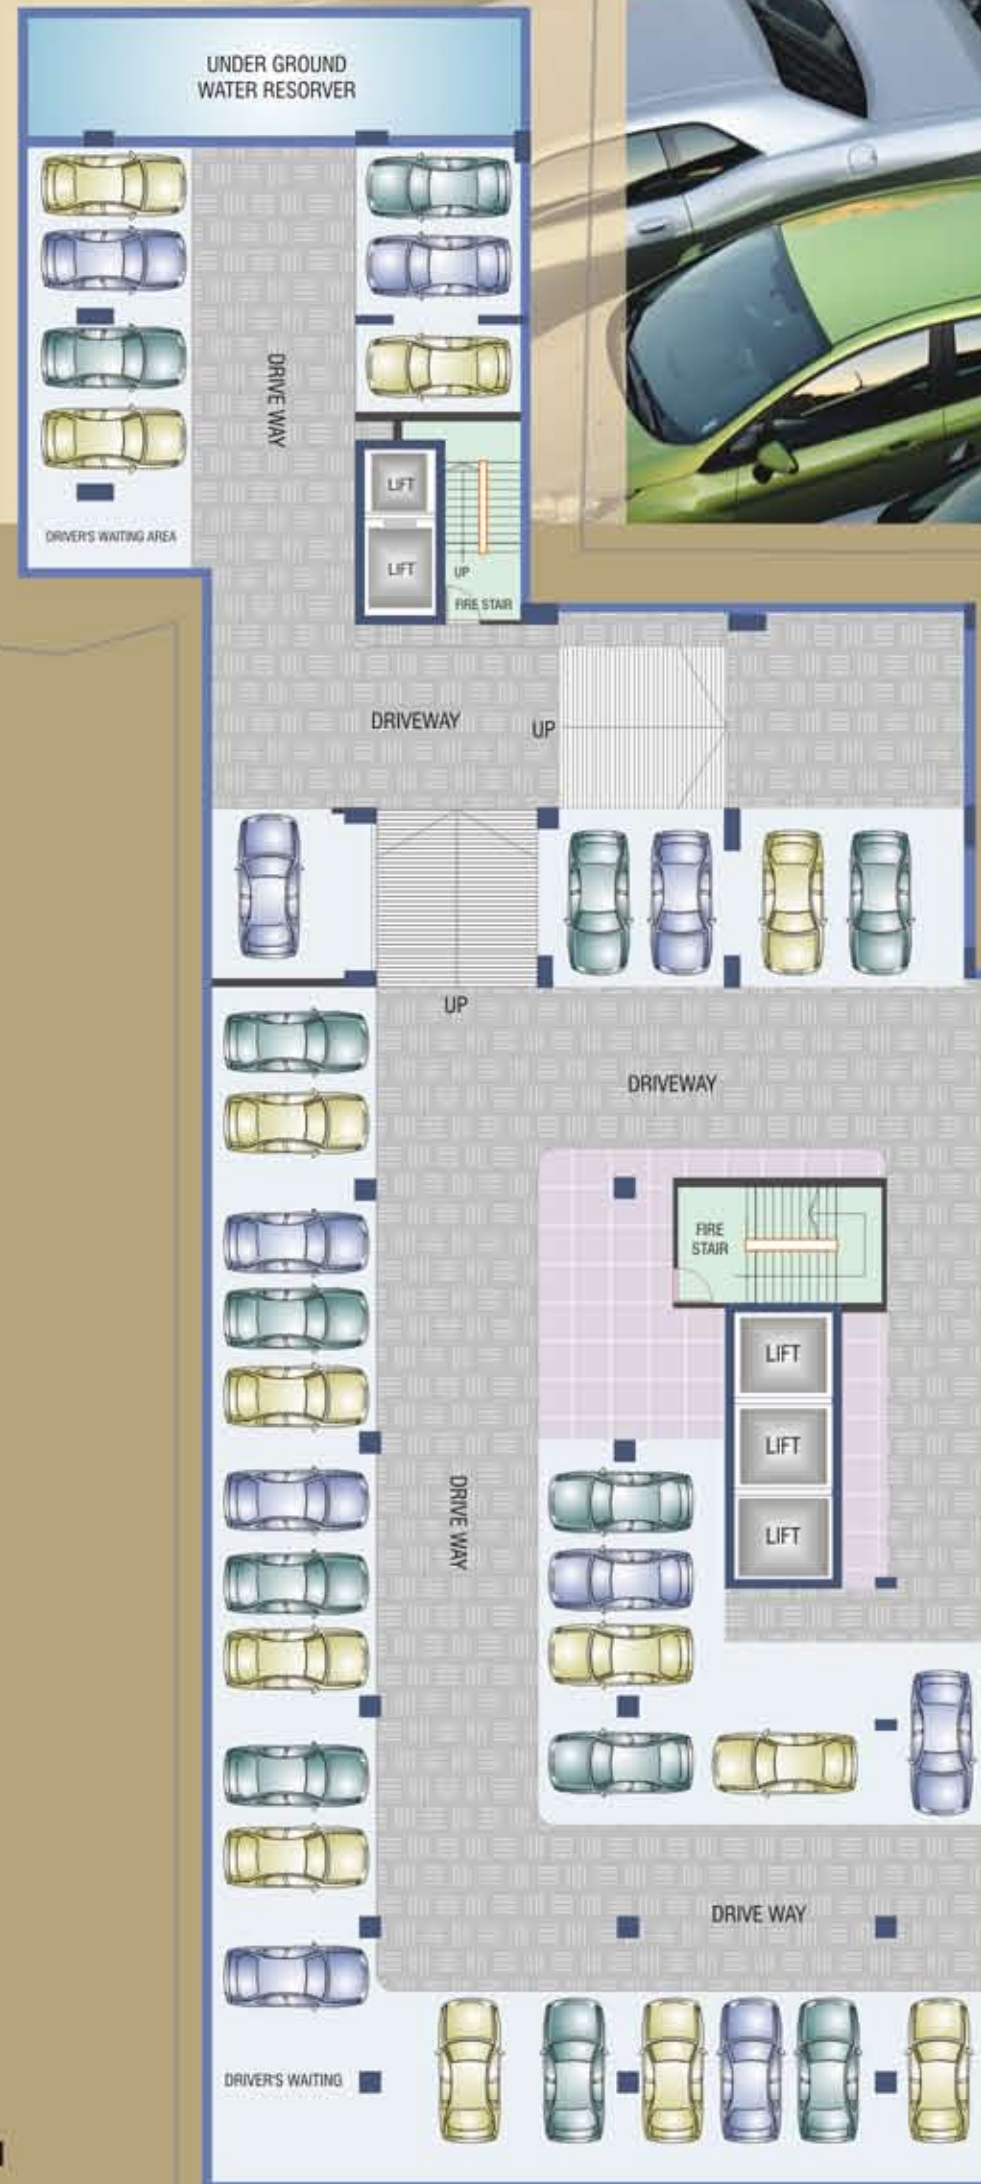 UNDER GROUND
WATER RESORVER
DRIVE WAY
LIFT
LIFT
UP
DRIVER'S WAITING AREA
FIRE STAIR
DRIVEWAY
UP
UP
DRIVEWAY
FIRE
STAIR
LIFT
LIFT
LIFT
DRIVE WAY
DRIVE WAY
DRIVER'S WAITING